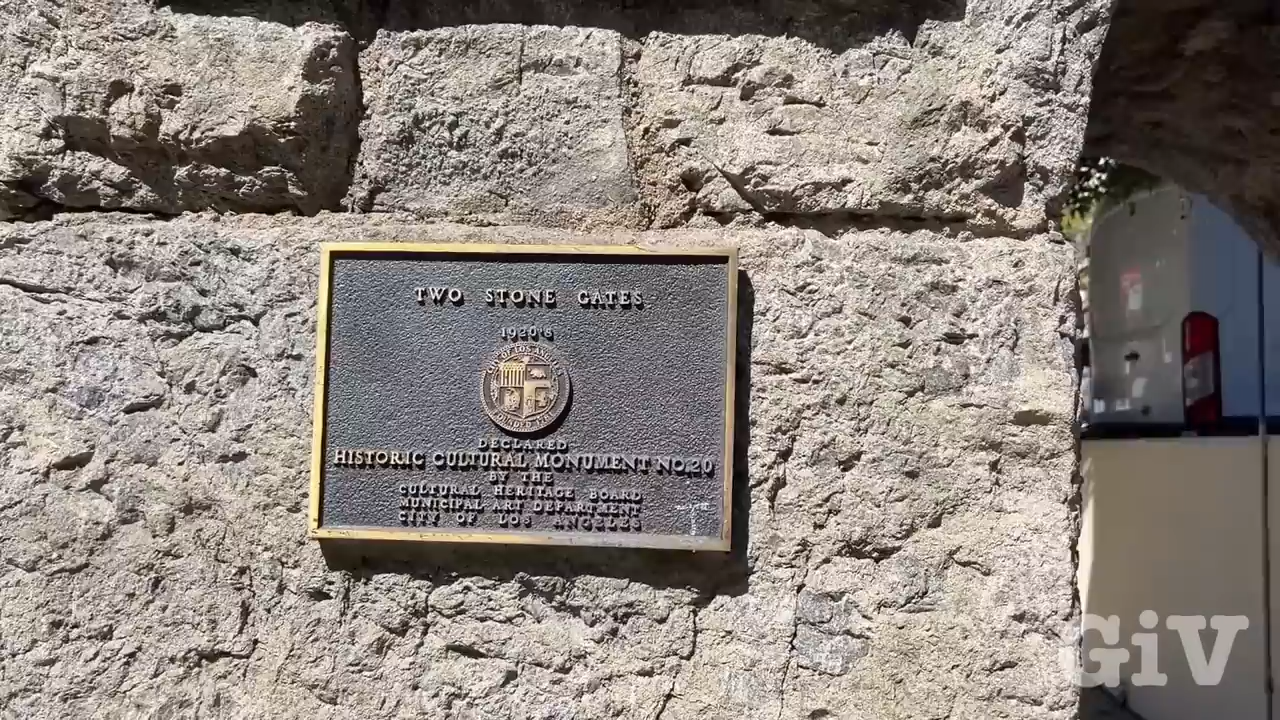 TWO STONE GATES
1920'S
DECLARED
HISTORIC CULTURAL MONUMENT NO. 20
BY THE
CULTURAL HERITAGE BOARD
MUNICIPAL ART DEPARTMENT
CITY OF LOS ANGELES
GiV